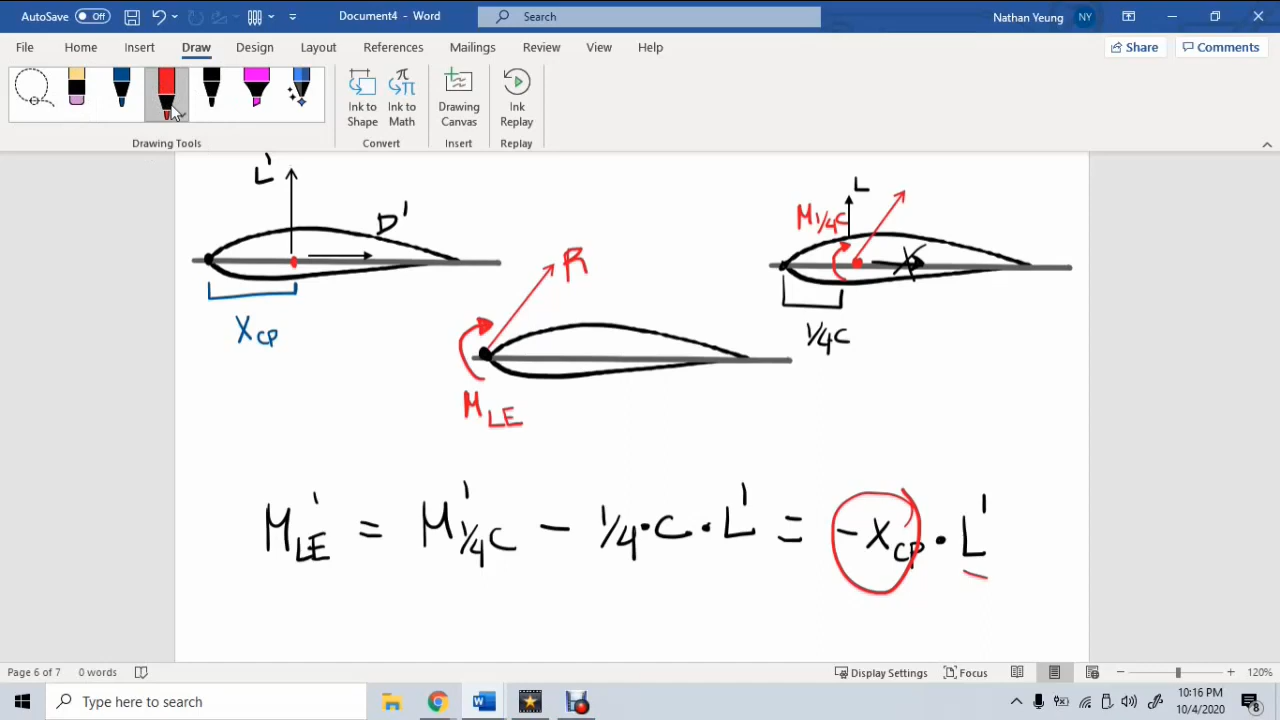 AutoSave Off Document4 - Word Search Nathan Yeung NY
File Home Insert Draw Design Layout References Mailings Review View Help Share Comments
Ink to Shape Ink to Math Drawing Canvas Ink Replay
Drawing Tools Convert Insert Replay
L'
D'
XCP
R
MLE
L
M1/4C
1/4C
M'LE = M'1/4C - 1/4·C·L' = -XCP·L'
Page 6 of 7 0 words Display Settings Focus 120%
Type here to search
10:16 PM
10/4/2020
8